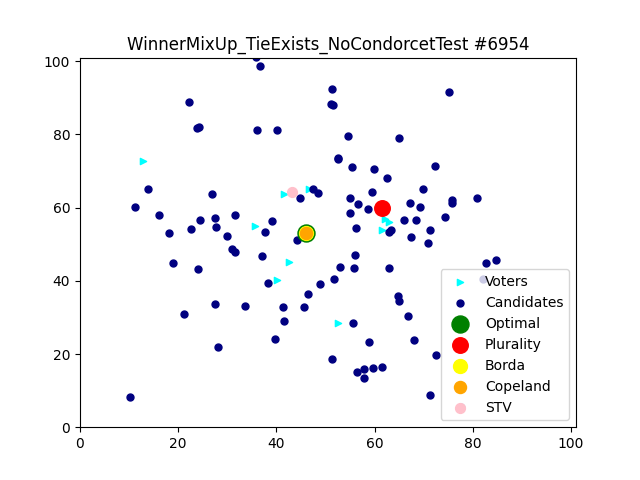 WinnerMixUp_TieExists_NoCondorcetTest #6954
100
80
60
40
20
0
0 20 40 60 80 100
Voters
Candidates
Optimal
Plurality
Borda
Copeland
STV